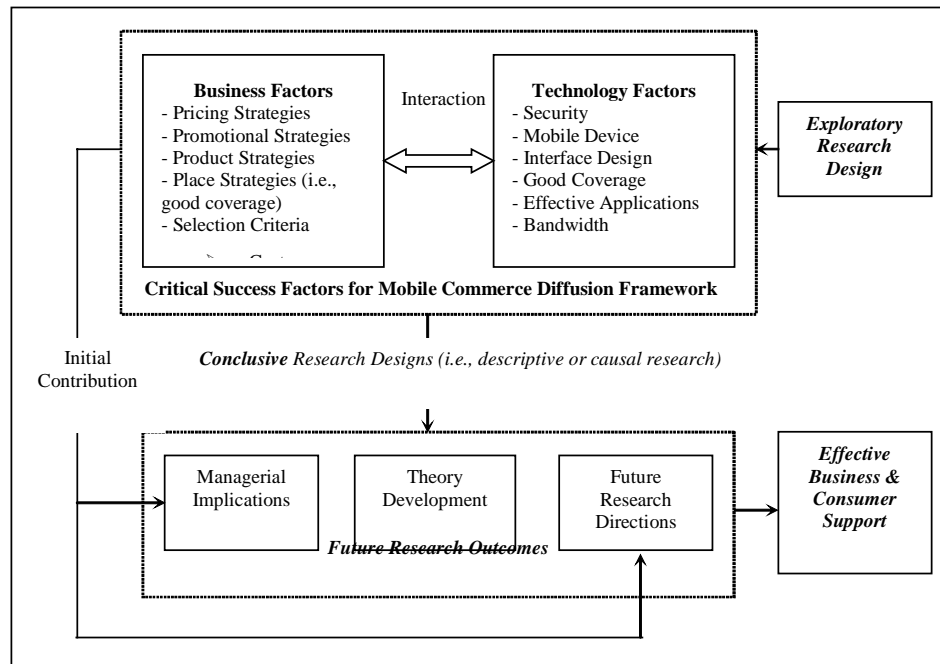 Business Factors
- Pricing Strategies
- Promotional Strategies
- Product Strategies
- Place Strategies (i.e.,
good coverage)
- Selection Criteria
Interaction
Technology Factors
- Security
- Mobile Device
- Interface Design
- Good Coverage
- Effective Applications
- Bandwidth
Exploratory
Research
Design
Critical Success Factors for Mobile Commerce Diffusion Framework
Initial
Contribution
Conclusive Research Designs (i.e., descriptive or causal research)
Managerial
Implications
Theory
Development
Future
Research
Directions
Future Research Outcomes
Effective
Business &
Consumer
Support